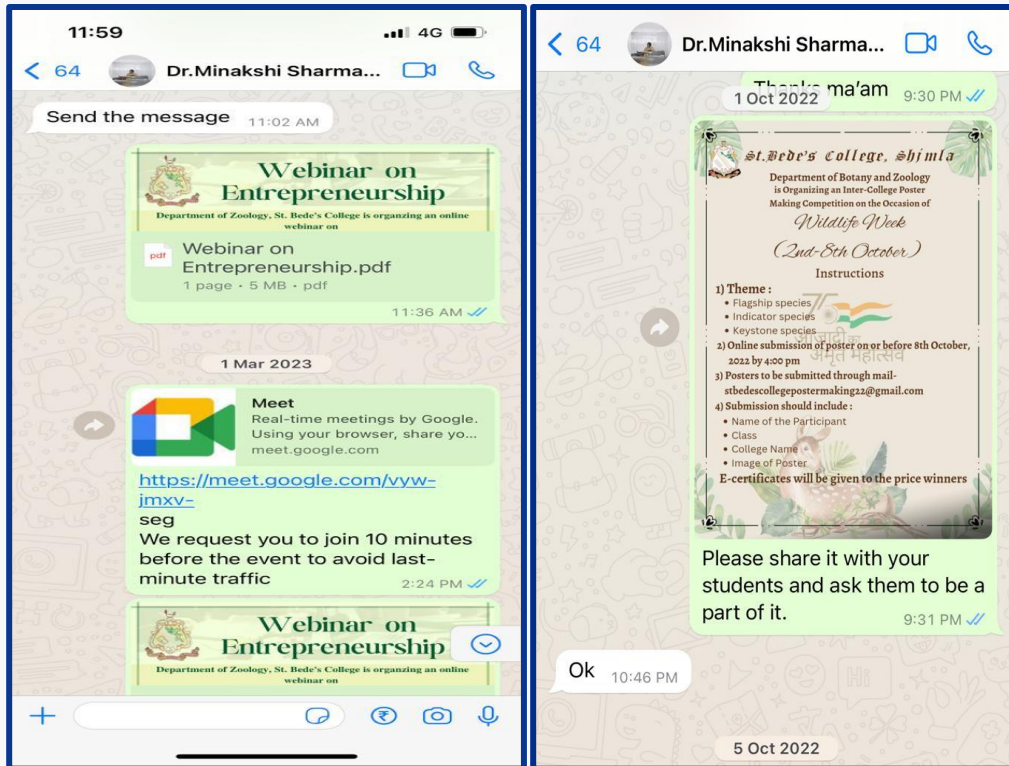 11:59
4G
64
Dr.Minakshi Sharma...
Send the message
11:02 AM
Webinar on
Entrepreneurship
Department of Zoology, St. Bede's College is organzing an online
webinar on
pdf
Webinar on
Entrepreneurship.pdf
1 page • 5 MB • pdf
11:36 AM
1 Mar 2023
Meet
Real-time meetings by Google.
Using your browser, share yo...
meet.google.com
https://meet.google.com/vyw-
jmxv-
seg
We request you to join 10 minutes
before the event to avoid last-
minute traffic
2:24 PM
Webinar on
Entrepreneurship
Department of Zoology, St. Bede's College is organzing an online
webinar on
64
Dr.Minakshi Sharma...
Thanks ma'am
9:30 PM
1 Oct 2022
St.Bede's College, Shimla
Department of Botany and Zoology
is Organizing an Inter-College Poster
Making Competition on the Occasion of
Wildlife Week
(2nd-8th October)
Instructions
1) Theme :
• Flagship species
• Indicator species
• Keystone species
75
आज़ादी का
अमृत महोत्सव
2) Online submission of poster on or before 8th October,
2022 by 4:00 pm
3) Posters to be submitted through mail-
stbedescollegepostermaking22@gmail.com
4) Submission should include :
• Name of the Participant
• Class
• College Name
• Image of Poster
E-certificates will be given to the price winners
Please share it with your
students and ask them to be a
part of it.
9:31 PM
Ok
10:46 PM
5 Oct 2022